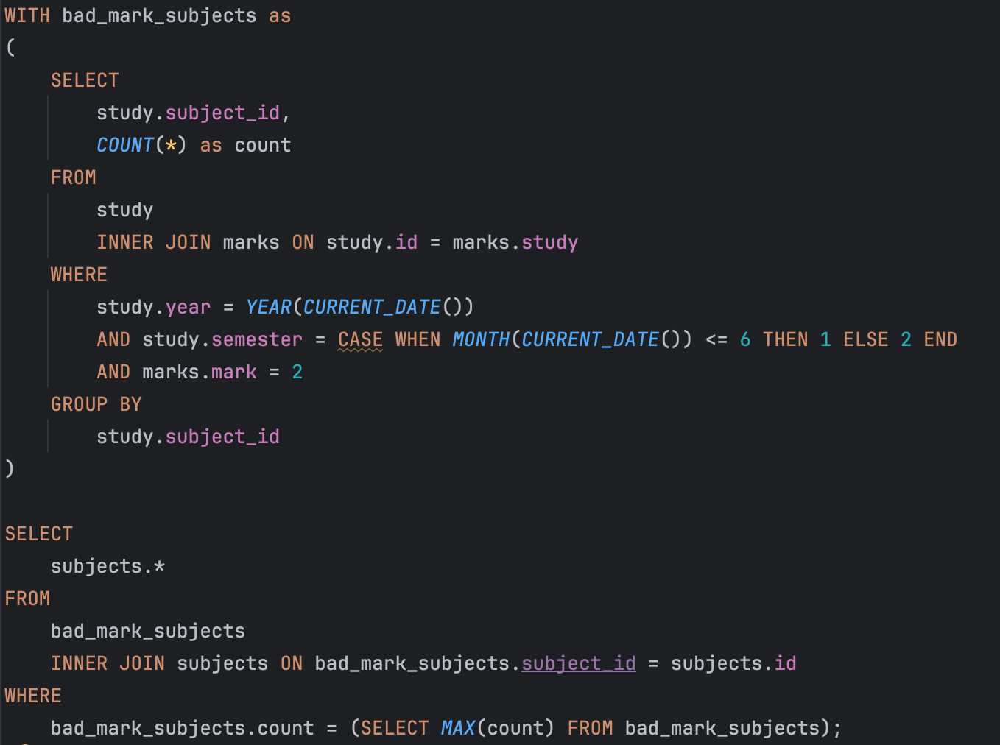 WITH bad_mark_subjects as
(
    SELECT
        study.subject_id,
        COUNT(*) as count
    FROM
        study
        INNER JOIN marks ON study.id = marks.study
    WHERE
        study.year = YEAR(CURRENT_DATE())
        AND study.semester = CASE WHEN MONTH(CURRENT_DATE()) <= 6 THEN 1 ELSE 2 END
        AND marks.mark = 2
    GROUP BY
        study.subject_id
)
SELECT
    subjects.*
FROM
    bad_mark_subjects
    INNER JOIN subjects ON bad_mark_subjects.subject_id = subjects.id
WHERE
    bad_mark_subjects.count = (SELECT MAX(count) FROM bad_mark_subjects);